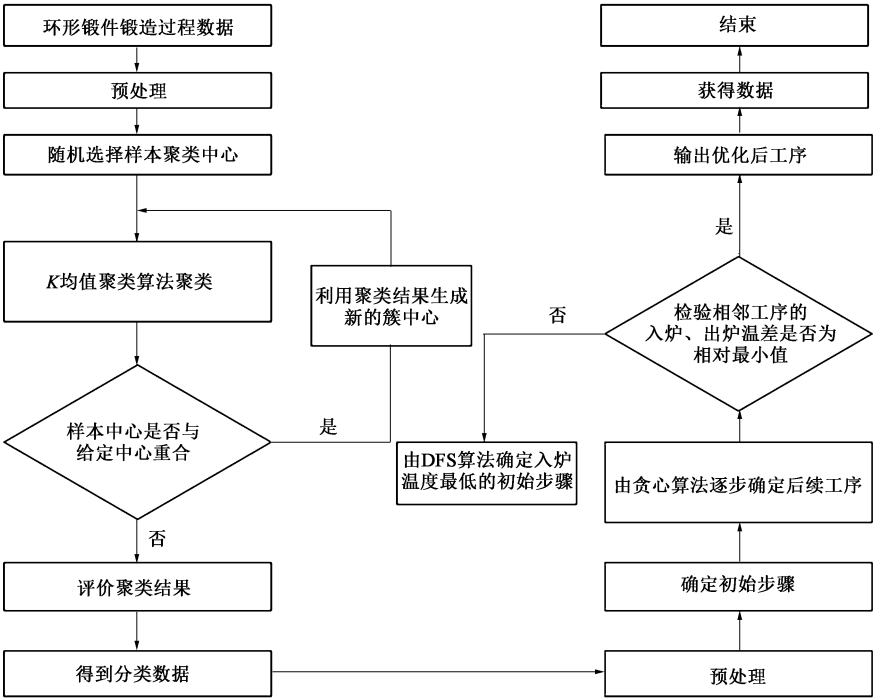 环形锻件锻造过程数据
预处理
随机选择样本聚类中心
K均值聚类算法聚类
利用聚类结果生成
新的簇中心
样本中心是否与
给定中心重合
是
否
评价聚类结果
得到分类数据
结束
获得数据
输出优化后工序
是
检验相邻工序的
入炉、出炉温差是否为
相对最小值
否
由DFS算法确定入炉
温度最低的初始步骤
由贪心算法逐步确定后续工序
确定初始步骤
预处理